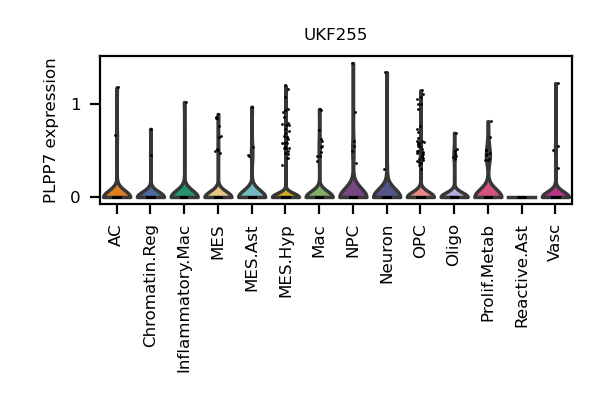 UKF255
PLPP7 expression
1
0
AC
Chromatin.Reg
Inflammatory.Mac
MES
MES.Ast
MES.Hyp
Mac
NPC
Neuron
OPC
Oligo
Prolif.Metab
Reactive.Ast
Vasc